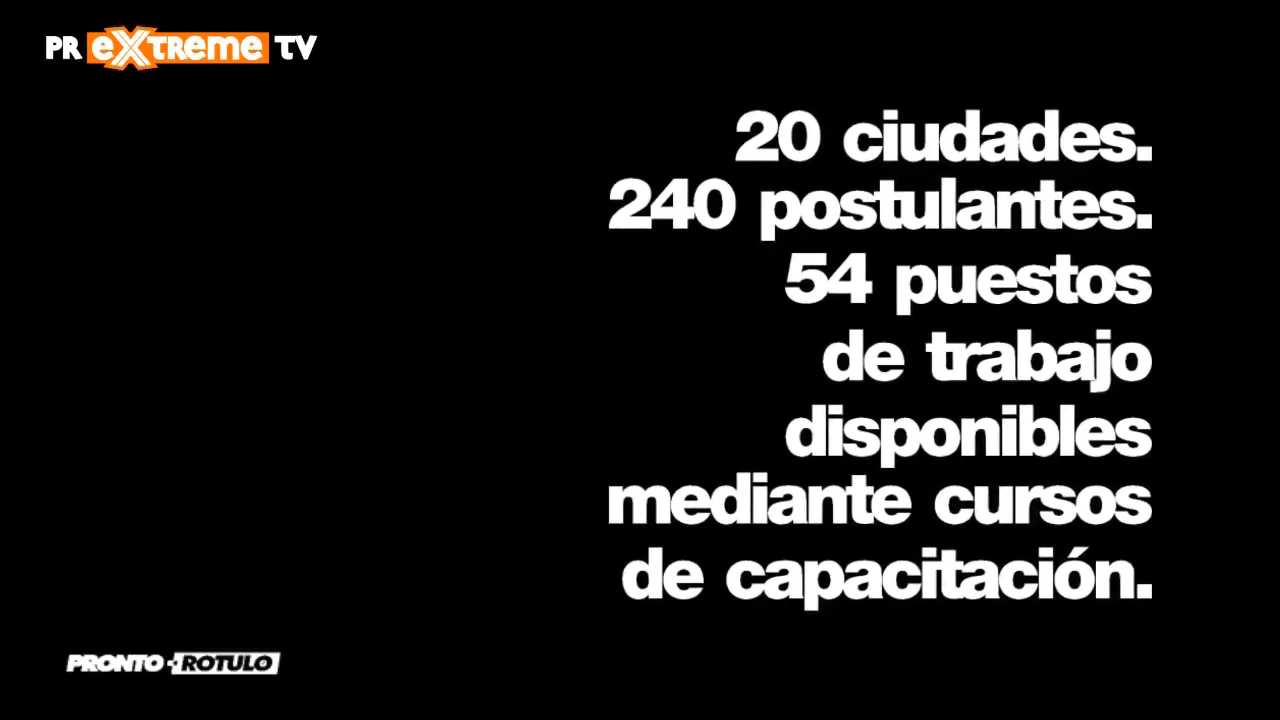 PR eXTREME TV
20 ciudades.
240 postulantes.
54 puestos
de trabajo
disponibles
mediante cursos
de capacitación.
PRONTO-ROTULO